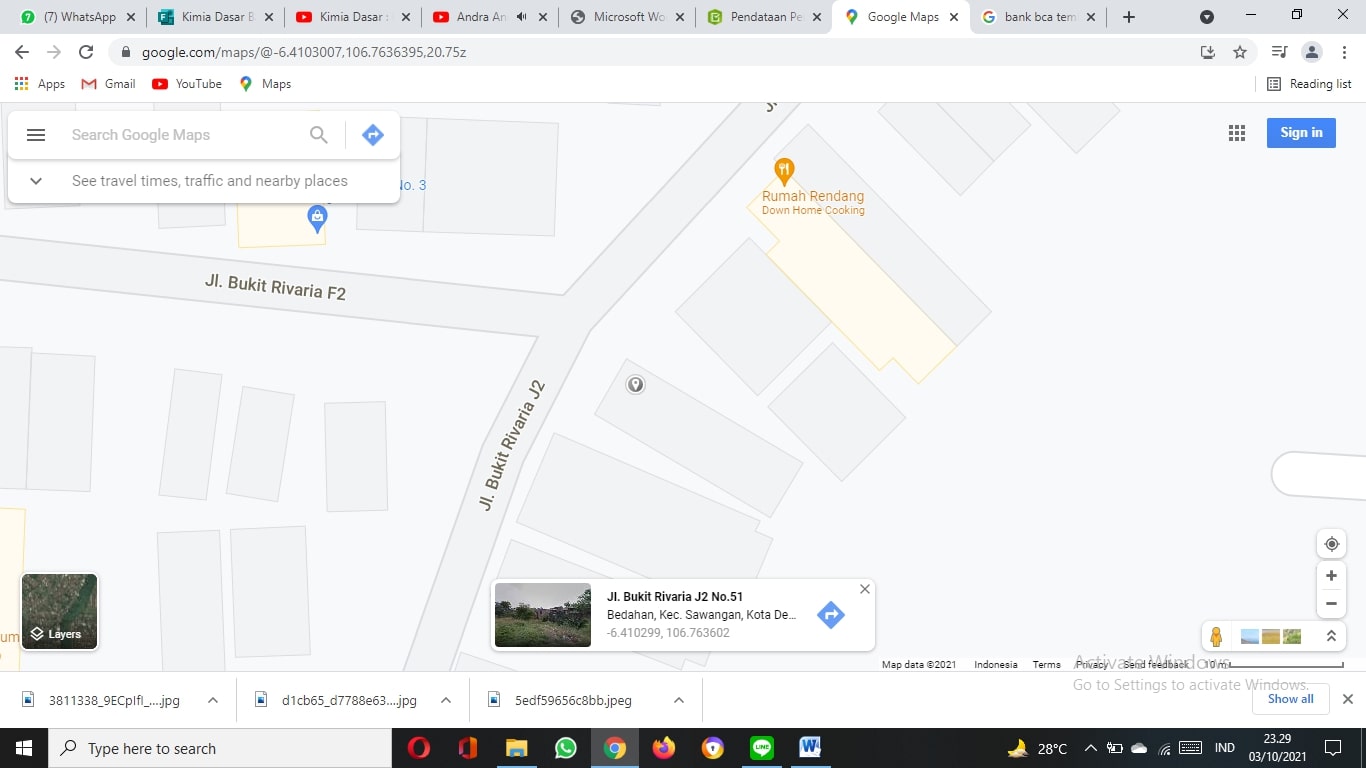 (7) WhatsApp
Kimia Dasar B
Kimia Dasar :
Andra An
Microsoft Wo
Pendataan Pe
Google Maps
bank bca tem
google.com/maps/@-6.4103007,106.7636395,20.75z
Apps
Gmail
YouTube
Maps
Reading list
Search Google Maps
Sign in
See travel times, traffic and nearby places
No. 3
Rumah Rendang
Down Home Cooking
Jl. Bukit Rivaria F2
Jl. Bukit Rivaria J2
Jl. Bukit Rivaria J2 No.51
Bedahan, Kec. Sawangan, Kota De...
-6.410299, 106.763602
um
Layers
Map data ©2021 Indonesia Terms Privacy Send feedback 10 m
Activate Windows
Go to Settings to activate Windows.
3811338_9ECpIfI_....jpg
d1cb65_d7788e63....jpg
5edf59656c8bb.jpeg
Show all
Type here to search
28°C
IND
23.29
03/10/2021